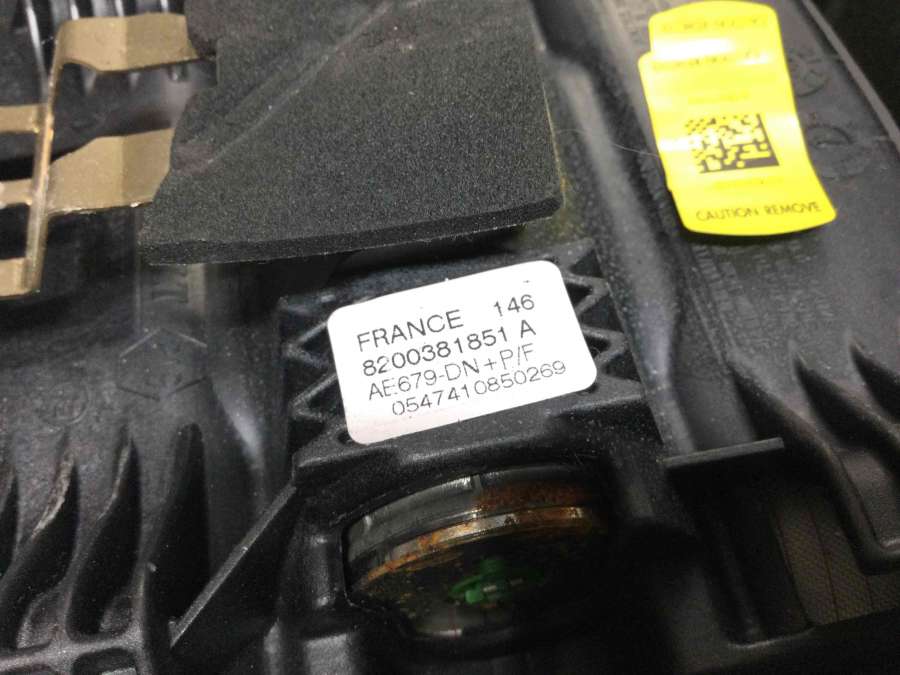 CAUTION REMOVE
FRANCE 146
8200381851 A
AE679-DN+P/F
0547410850269